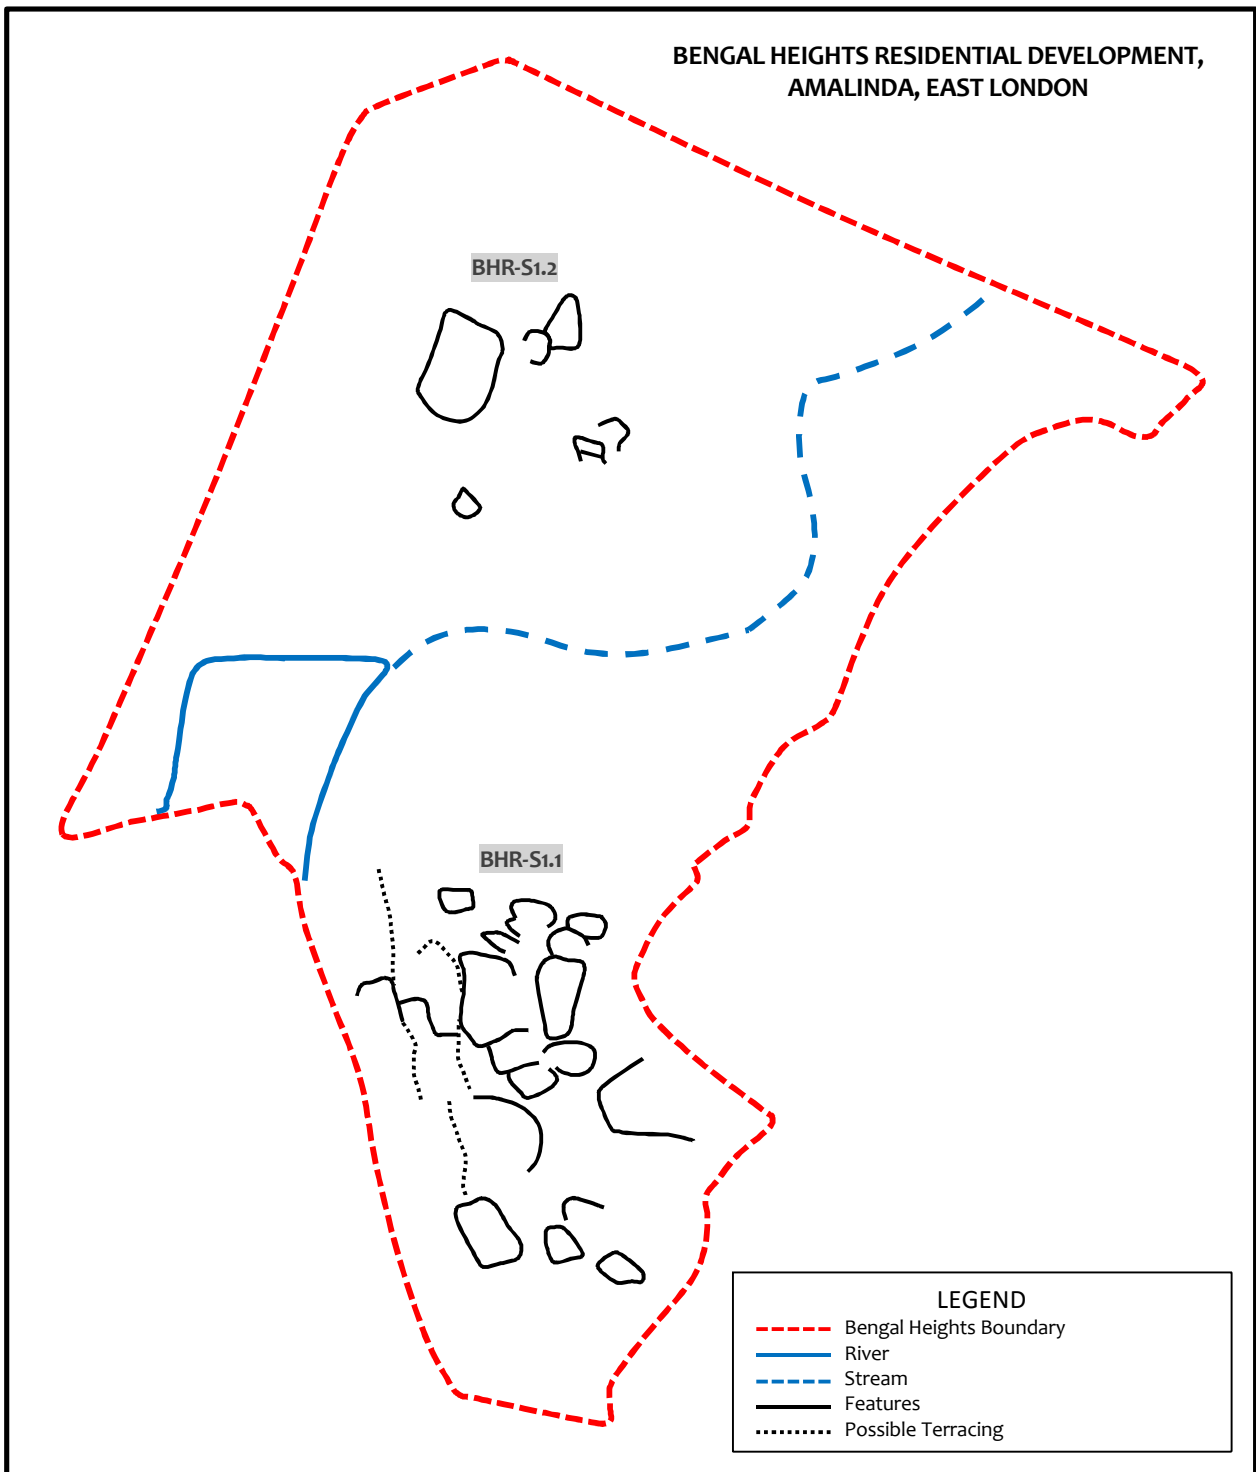 BENGAL HEIGHTS RESIDENTIAL DEVELOPMENT,
AMALINDA, EAST LONDON
BHR-S1.2
BHR-S1.1
LEGEND
Bengal Heights Boundary
River
Stream
Features
Possible Terracing